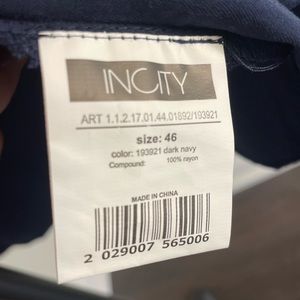 INCITY
ART 1.1.2.17.01.44.01892/193921
size: 46
color: 193921 dark navy
Compound: 100% rayon
MADE IN CHINA
2 029007 565006